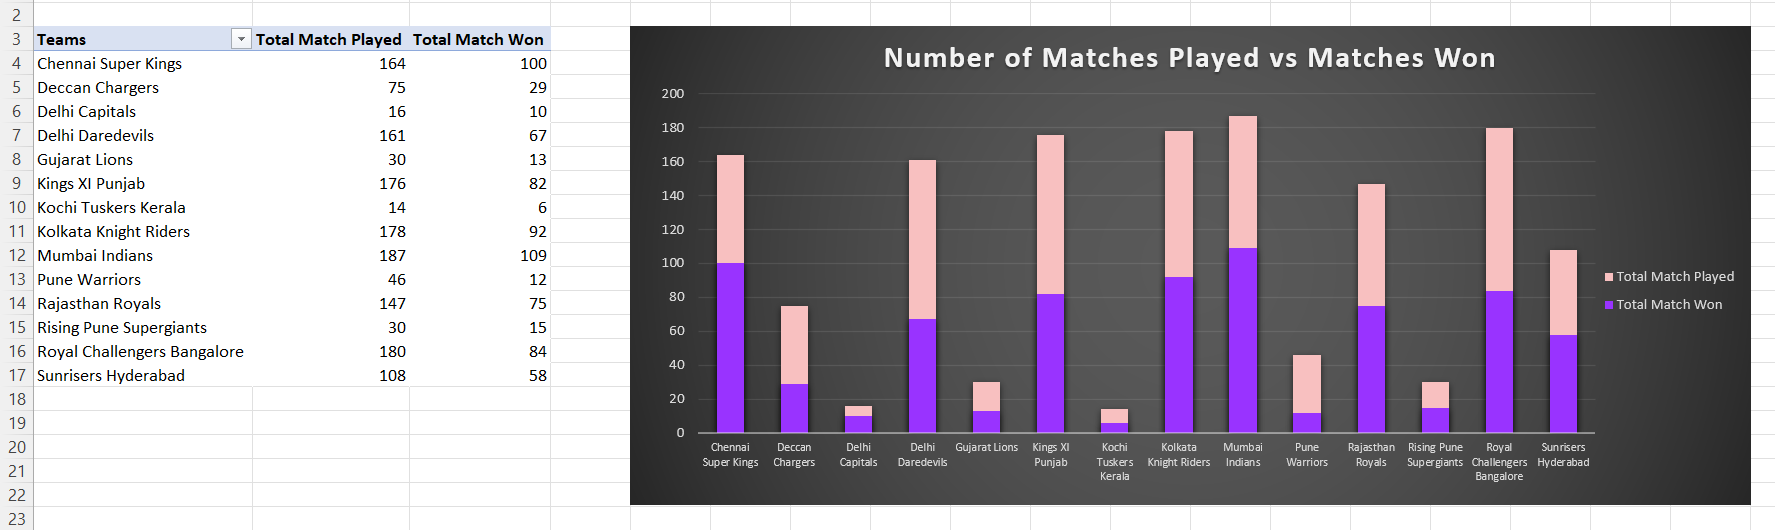 2
3 Teams Total Match Played Total Match Won
4 Chennai Super Kings 164 100
5 Deccan Chargers 75 29
6 Delhi Capitals 16 10
7 Delhi Daredevils 161 67
8 Gujarat Lions 30 13
9 Kings XI Punjab 176 82
10 Kochi Tuskers Kerala 14 6
11 Kolkata Knight Riders 178 92
12 Mumbai Indians 187 109
13 Pune Warriors 46 12
14 Rajasthan Royals 147 75
15 Rising Pune Supergiants 30 15
16 Royal Challengers Bangalore 180 84
17 Sunrisers Hyderabad 108 58
18
19
20
21
22
23
Number of Matches Played vs Matches Won
200
180
160
140
120
100
80
60
40
20
0
Chennai Super Kings
Deccan Chargers
Delhi Capitals
Delhi Daredevils
Gujarat Lions
Kings XI Punjab
Kochi Tuskers Kerala
Kolkata Knight Riders
Mumbai Indians
Pune Warriors
Rajasthan Royals
Rising Pune Supergiants
Royal Challengers Bangalore
Sunrisers Hyderabad
Total Match Played
Total Match Won